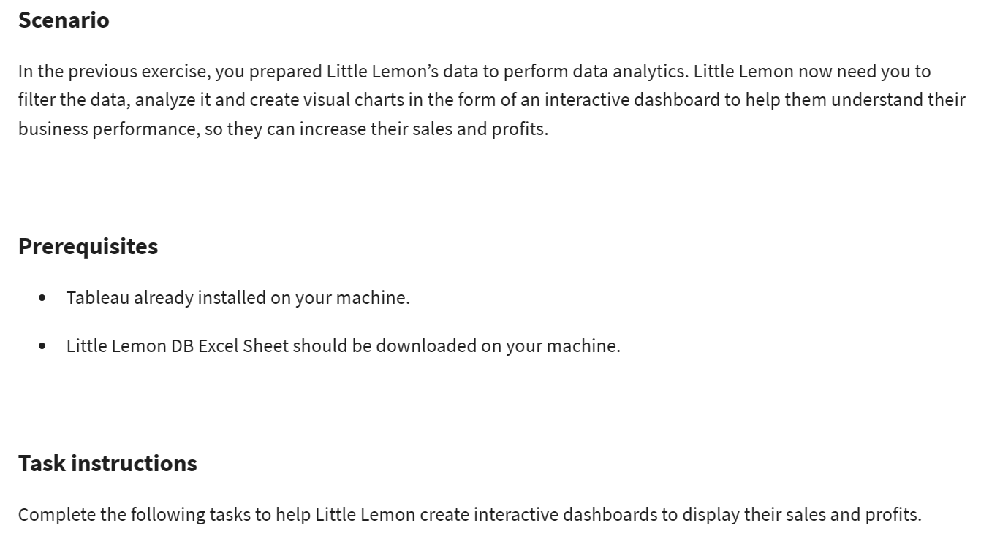 Scenario
In the previous exercise, you prepared Little Lemon’s data to perform data analytics. Little Lemon now need you to
filter the data, analyze it and create visual charts in the form of an interactive dashboard to help them understand their
business performance, so they can increase their sales and profits.
Prerequisites
• Tableau already installed on your machine.
• Little Lemon DB Excel Sheet should be downloaded on your machine.
Task instructions
Complete the following tasks to help Little Lemon create interactive dashboards to display their sales and profits.